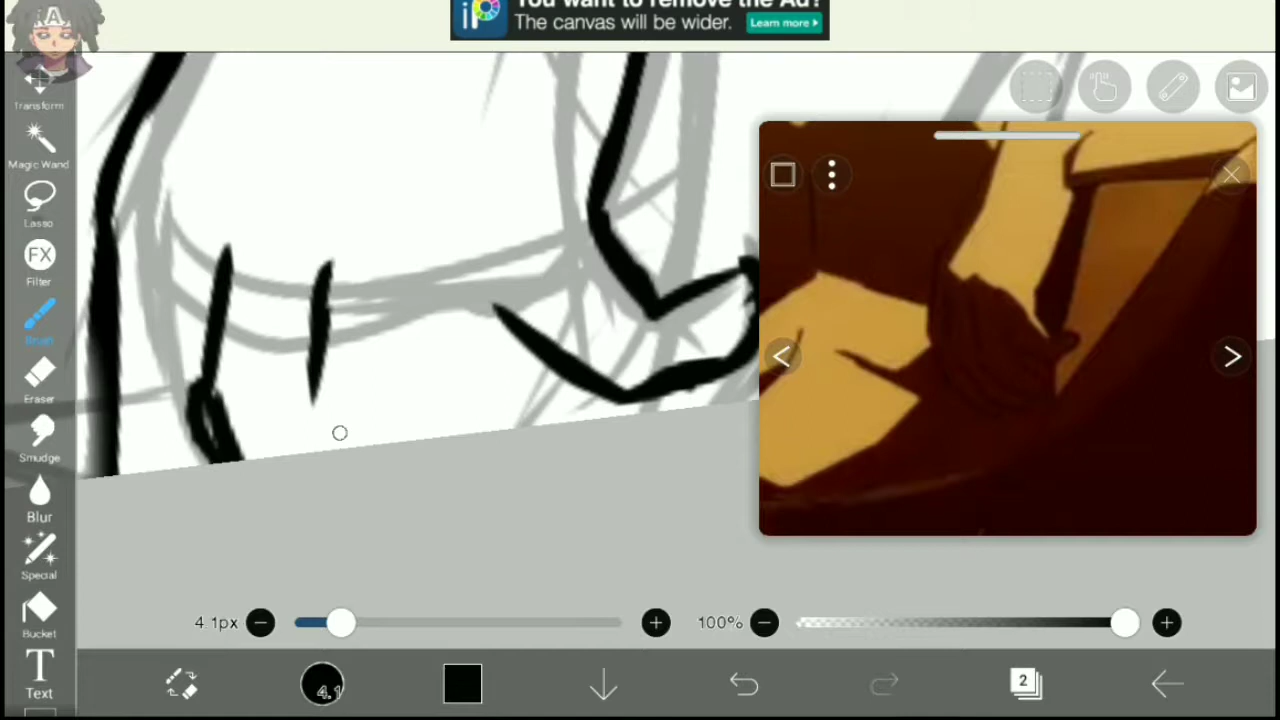 You want to remove the Ad?
The canvas will be wider.
Learn more
iP
A
Transform
Magic Wand
Lasso
FX
Filter
Brush
Eraser
Smudge
Blur
Special
Bucket
T
Text
4.1px
100%
4.1
2